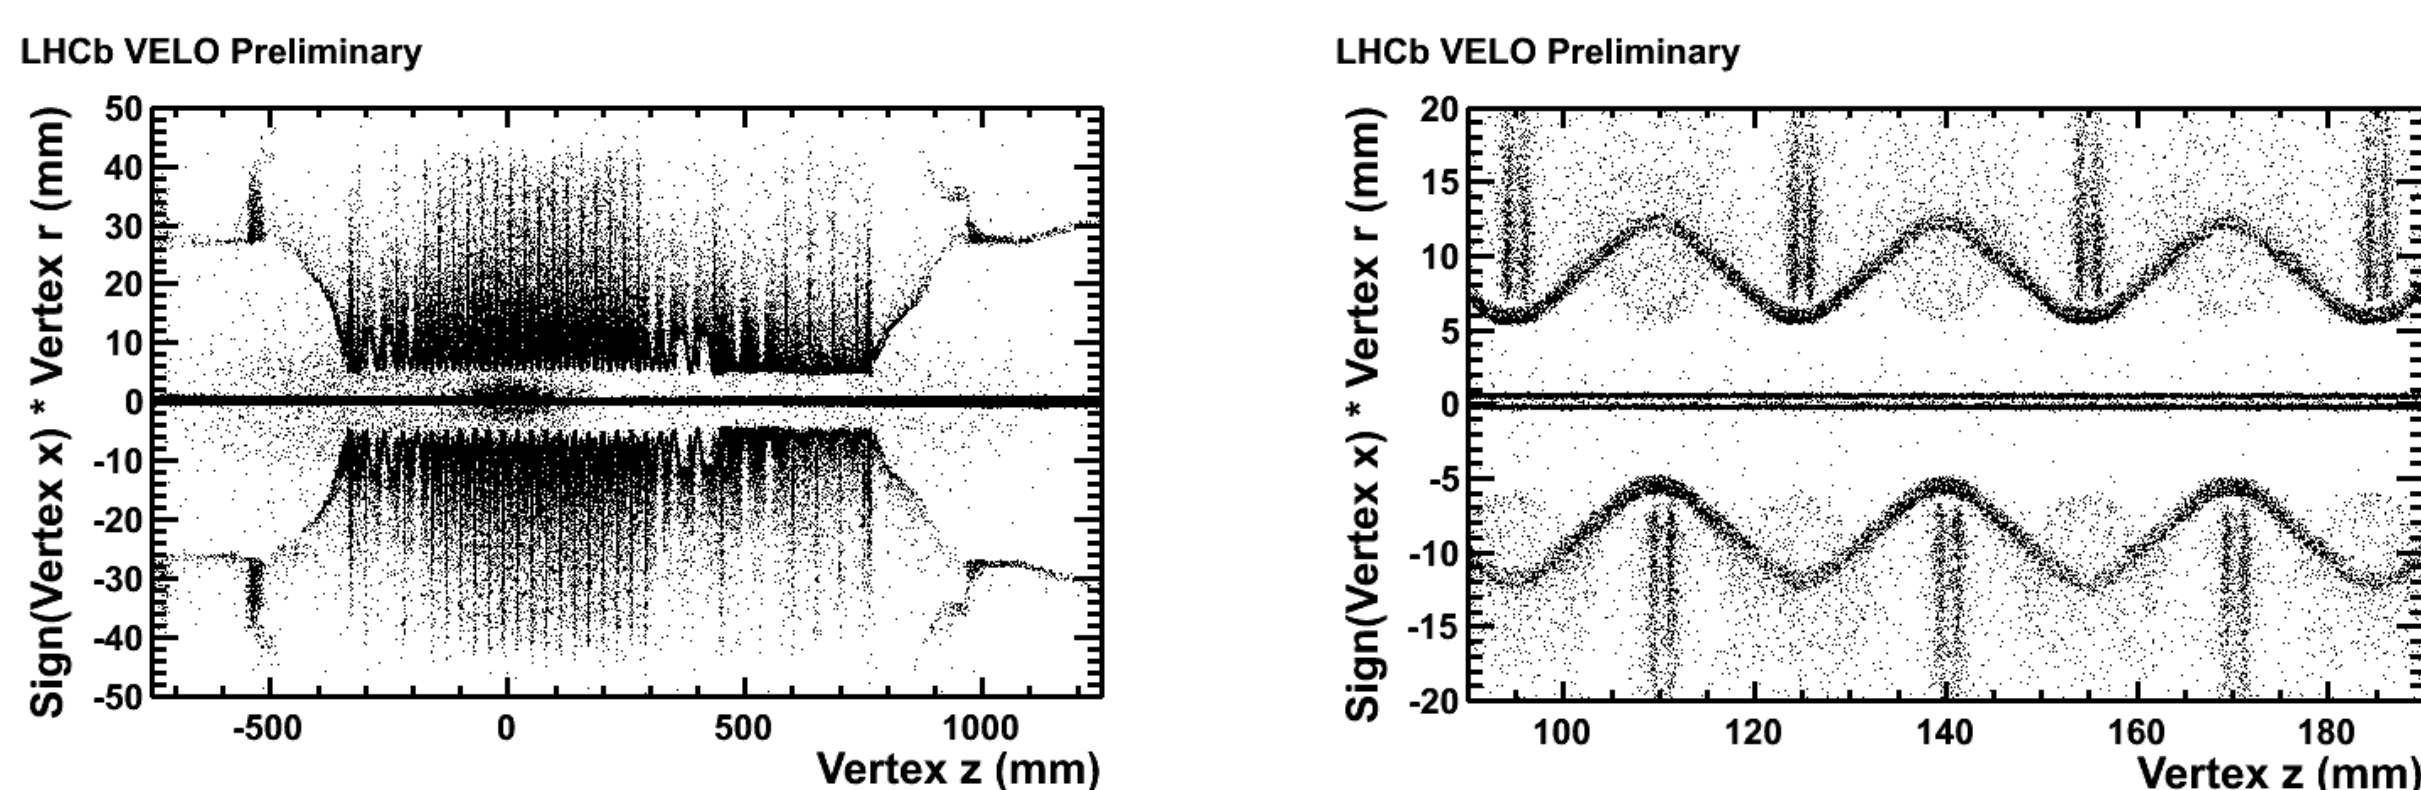 LHCb VELO Preliminary
Sign(Vertex x) * Vertex r (mm)
50
40
30
20
10
0
-10
-20
-30
-40
-50
-500 0 500 1000
Vertex z (mm)
LHCb VELO Preliminary
Sign(Vertex x) * Vertex r (mm)
20
15
10
5
0
-5
-10
-15
-20
100 120 140 160 180
Vertex z (mm)